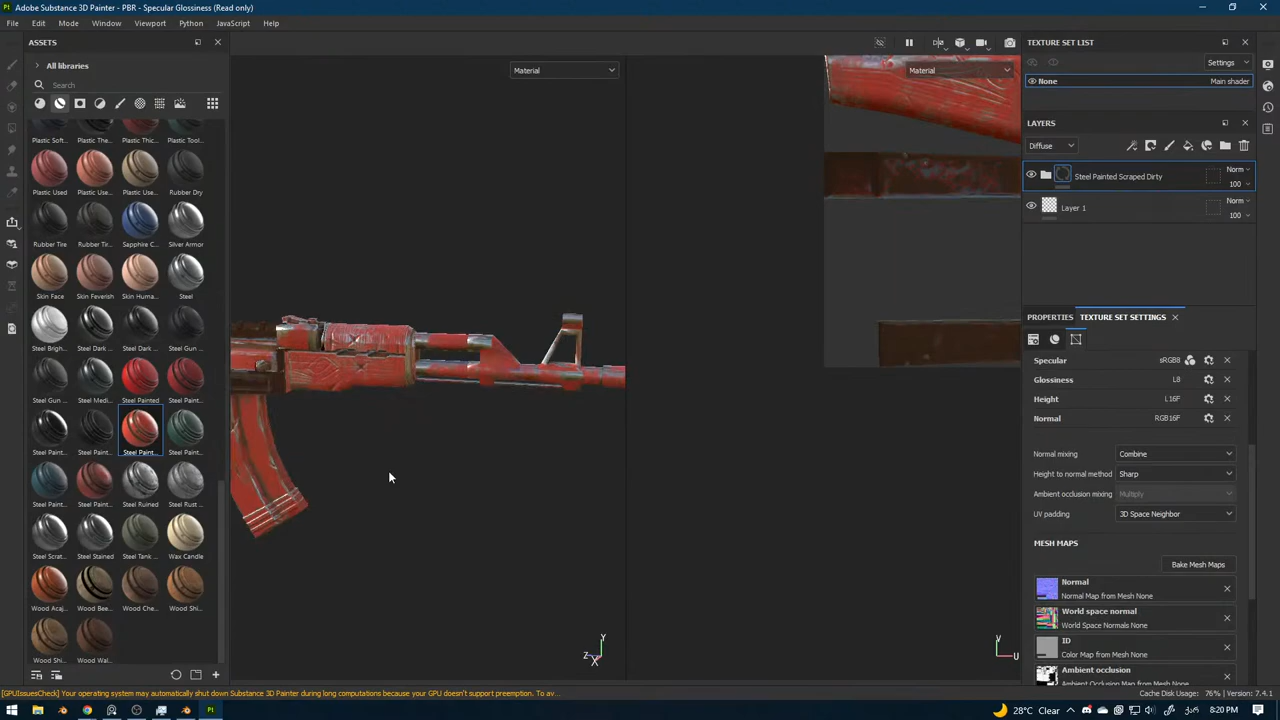 Adobe Substance 3D Painter - PBR - Specular Glossiness (Read only)
File Edit Mode Window Viewport Python JavaScript Help
ASSETS
All libraries
Search
Plastic Soft... Plastic The... Plastic Thic... Plastic Tool...
Plastic Used Plastic Use... Plastic Use... Rubber Dry
Rubber Tire Rubber Tir... Sapphire C... Silver Armor
Skin Face Skin Feverish Skin Huma... Steel
Steel Brigh... Steel Dark ... Steel Dark ... Steel Gun ...
Steel Gun ... Steel Medi... Steel Painted Steel Paint...
Steel Paint... Steel Paint... Steel Paint... Steel Paint...
Steel Paint... Steel Paint... Steel Ruined Steel Rust ...
Steel Scrat... Steel Stained Steel Tank ... Wax Candle
Wood Acaj... Wood Bee... Wood Che... Wood Shi...
Wood Shi... Wood Wal...
Material
Material
Y
Z
X
V
U
TEXTURE SET LIST
Settings
None Main shader
LAYERS
Diffuse
Steel Painted Scraped Dirty Norm
100
Layer 1 Norm
100
PROPERTIES TEXTURE SET SETTINGS
Specular sRGB8
Glossiness L8
Height L16F
Normal RGB16F
Normal mixing Combine
Height to normal method Sharp
Ambient occlusion mixing Multiply
UV padding 3D Space Neighbor
MESH MAPS
Bake Mesh Maps
Normal
Normal Map from Mesh None
World space normal
World Space Normals None
ID
Color Map from Mesh None
Ambient occlusion
Ambient Occlusion Map from Mesh None
[GPUIssuesCheck] Your operating system may automatically shut down Substance 3D Painter during long computations because your GPU doesn't support preemption. To av...
Cache Disk Usage: 76% | Version: 7.4.1
28°C Clear
8:20 PM